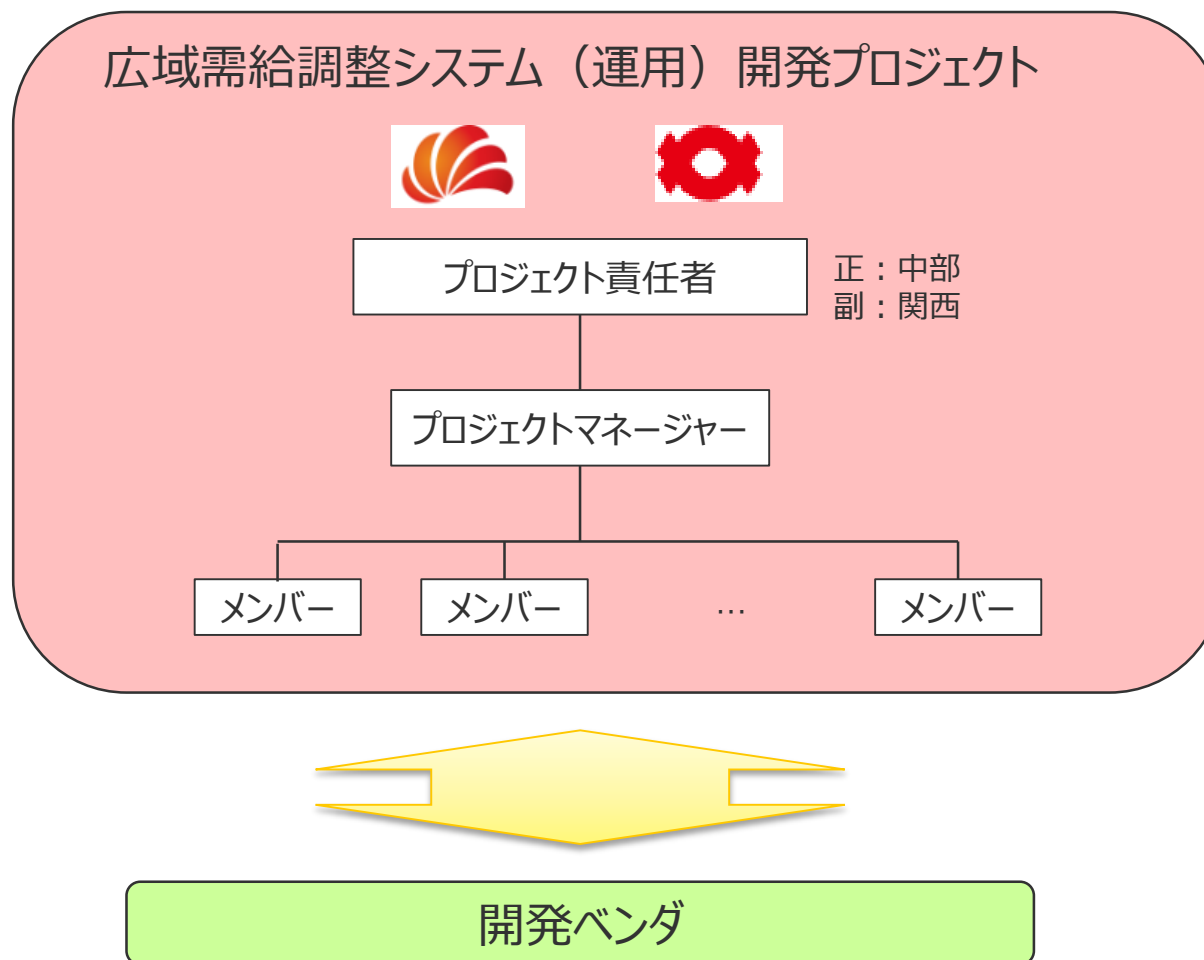 広域需給調整システム（運用）開発プロジェクト
プロジェクト責任者
正：中部
副：関西
プロジェクトマネージャー
メンバー
メンバー
…
メンバー
開発ベンダ